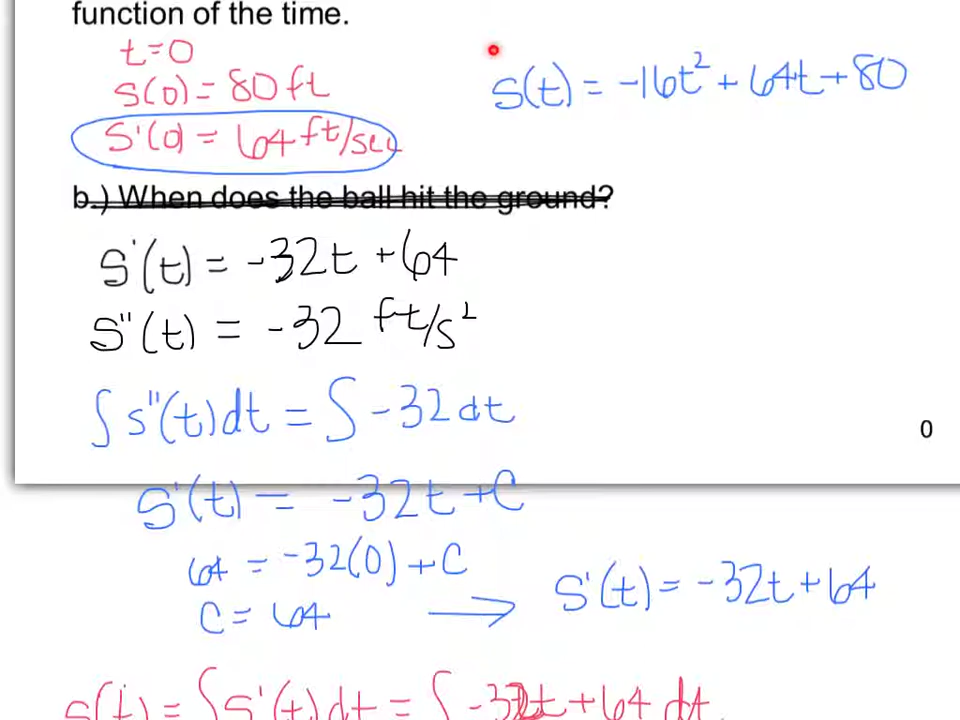 function of the time.
t=0
s(0) = 80 ft
s(t) = -16t² + 64t + 80
s'(0) = 64 ft/sec
b.) When does the ball hit the ground?
s'(t) = -32t + 64
s''(t) = -32 ft/s²
∫ s''(t) dt = ∫ -32 dt
0
s'(t) = -32t + C
64 = -32(0) + C
C = 64 → s'(t) = -32t + 64
s(t) = ∫ s'(t) dt = ∫ -32t + 64 dt